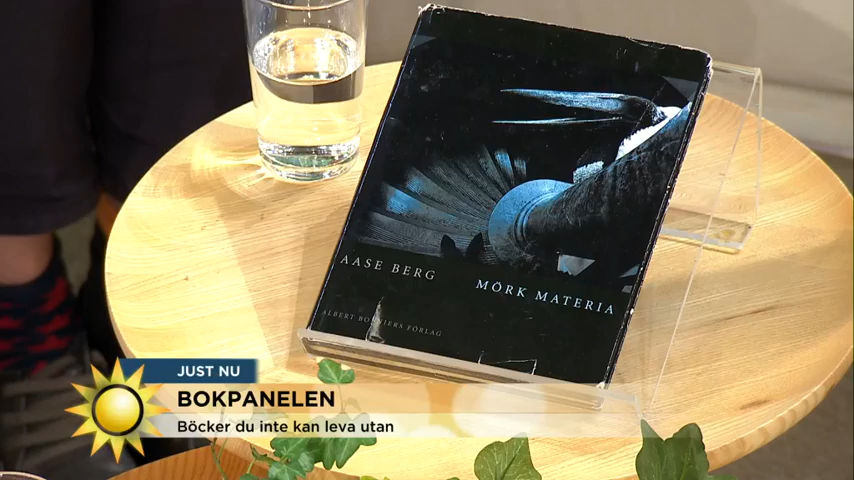 AASE BERG
MÖRK MATERIA
ALBERT BONNIERS FÖRLAG
JUST NU
BOKPANELEN
Böcker du inte kan leva utan